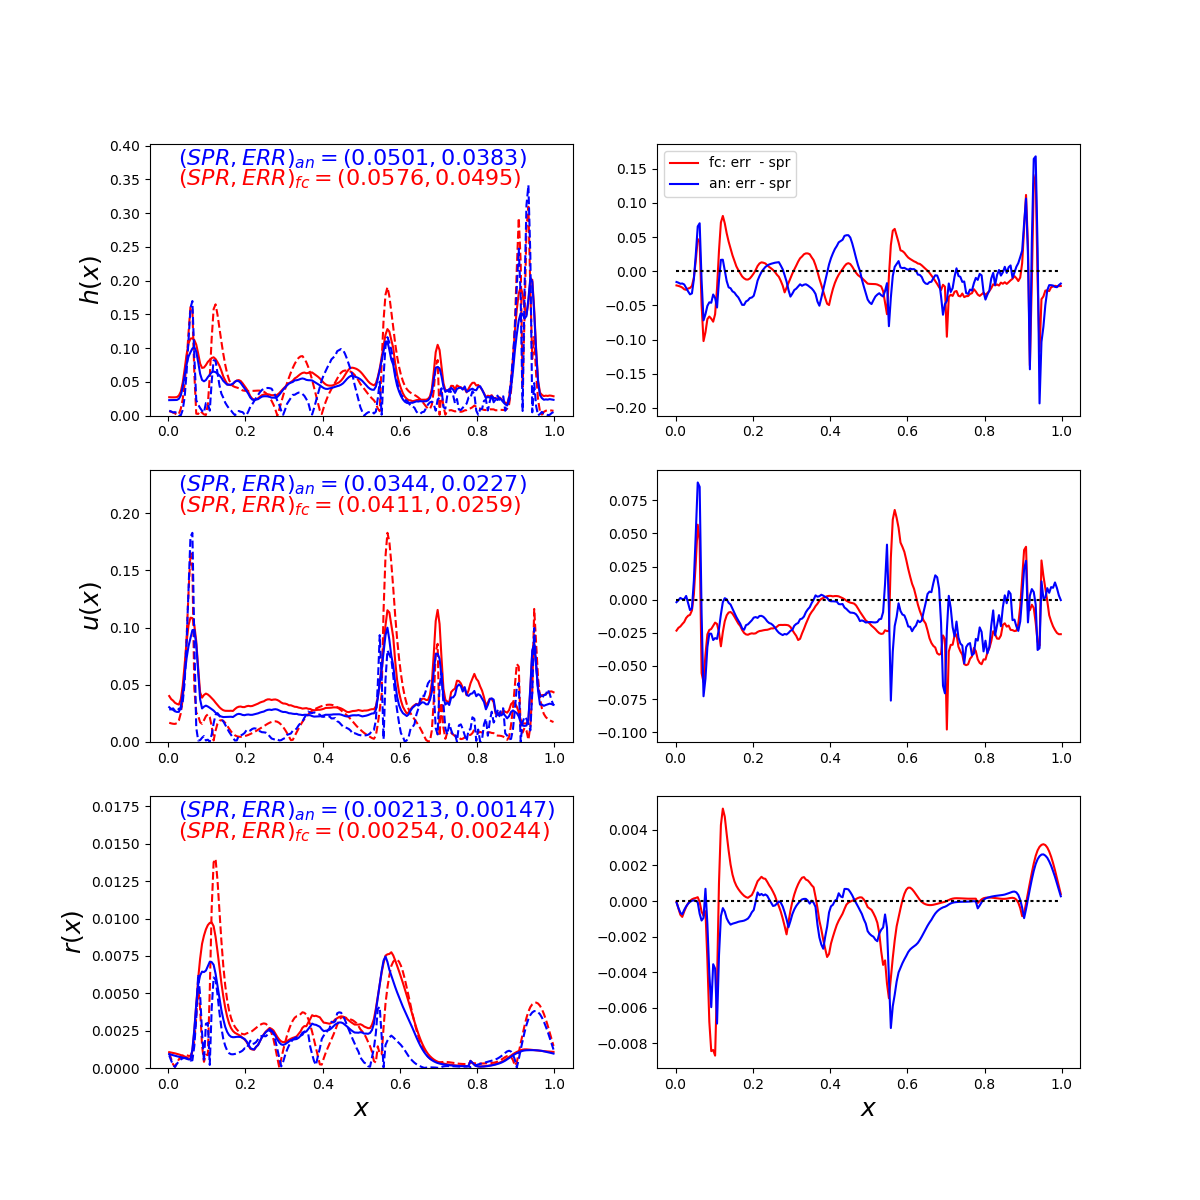 (SPR, ERR)an = (0.0501, 0.0383)
(SPR, ERR)fc = (0.0576, 0.0495)
h(x)
0.40
0.35
0.30
0.25
0.20
0.15
0.10
0.05
0.00
0.0 0.2 0.4 0.6 0.8 1.0
fc: err - spr
an: err - spr
0.15
0.10
0.05
0.00
−0.05
−0.10
−0.15
−0.20
0.0 0.2 0.4 0.6 0.8 1.0
(SPR, ERR)an = (0.0344, 0.0227)
(SPR, ERR)fc = (0.0411, 0.0259)
u(x)
0.20
0.15
0.10
0.05
0.00
0.0 0.2 0.4 0.6 0.8 1.0
0.075
0.050
0.025
0.000
−0.025
−0.050
−0.075
−0.100
0.0 0.2 0.4 0.6 0.8 1.0
(SPR, ERR)an = (0.00213, 0.00147)
(SPR, ERR)fc = (0.00254, 0.00244)
r(x)
0.0175
0.0150
0.0125
0.0100
0.0075
0.0050
0.0025
0.0000
0.0 0.2 0.4 0.6 0.8 1.0
x
0.004
0.002
0.000
−0.002
−0.004
−0.006
−0.008
0.0 0.2 0.4 0.6 0.8 1.0
x